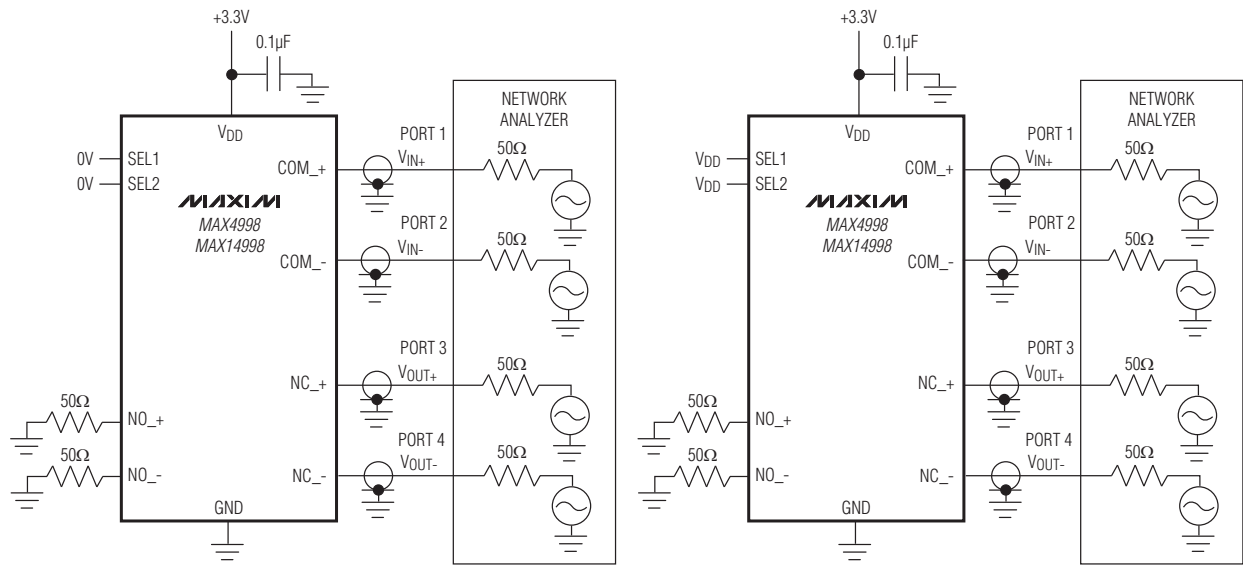 +3.3V
0.1µF
VDD
0V
SEL1
0V
SEL2
MAXIM
MAX4998
MAX14998
COM_+
COM_-
NC_+
NC_-
50Ω
NO_+
50Ω
NO_-
GND
NETWORK
ANALYZER
PORT 1
VIN+
50Ω
PORT 2
VIN-
50Ω
PORT 3
VOUT+
50Ω
PORT 4
VOUT-
50Ω
+3.3V
0.1µF
VDD
VDD
SEL1
VDD
SEL2
MAXIM
MAX4998
MAX14998
COM_+
COM_-
NC_+
NC_-
50Ω
NO_+
50Ω
NO_-
GND
NETWORK
ANALYZER
PORT 1
VIN+
50Ω
PORT 2
VIN-
50Ω
PORT 3
VOUT+
50Ω
PORT 4
VOUT-
50Ω